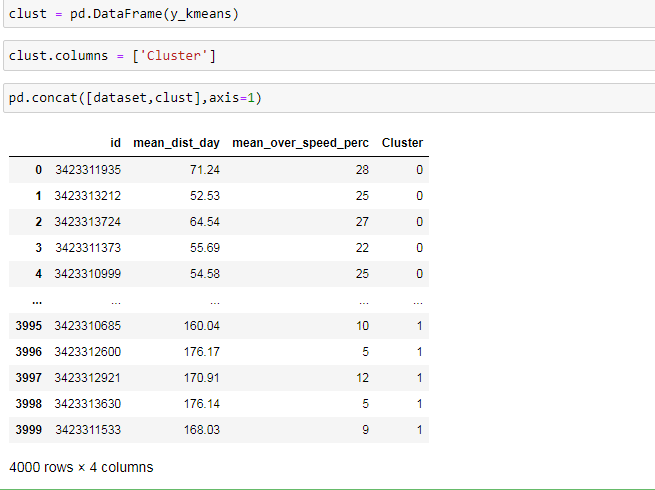 clust = pd.DataFrame(y_kmeans)
clust.columns = ['Cluster']
pd.concat([dataset,clust],axis=1)
id mean_dist_day mean_over_speed_perc Cluster
0 3423311935 71.24 28 0
1 3423313212 52.53 25 0
2 3423313724 64.54 27 0
3 3423311373 55.69 22 0
4 3423310999 54.58 25 0
... ... ... ... ...
3995 3423310685 160.04 10 1
3996 3423312600 176.17 5 1
3997 3423312921 170.91 12 1
3998 3423313630 176.14 5 1
3999 3423311533 168.03 9 1
4000 rows × 4 columns